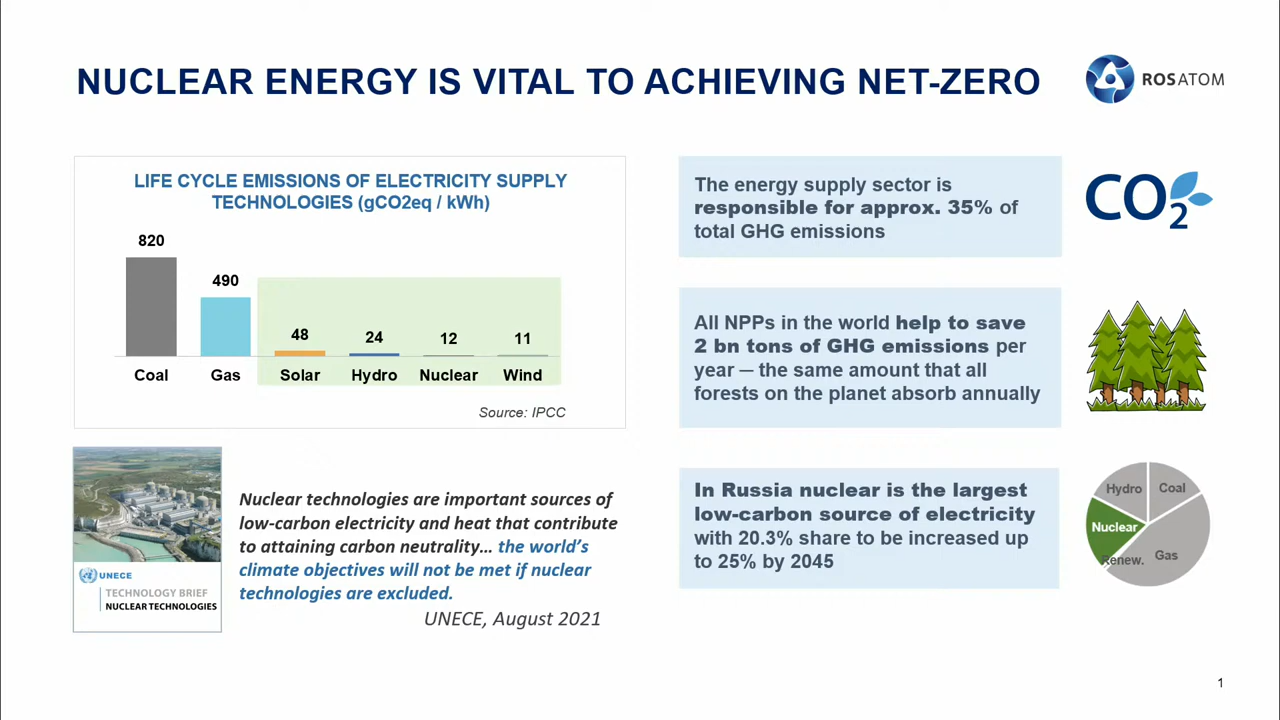 NUCLEAR ENERGY IS VITAL TO ACHIEVING NET-ZERO
ROSATOM
LIFE CYCLE EMISSIONS OF ELECTRICITY SUPPLY
TECHNOLOGIES (gCO2eq / kWh)
820
490
48
24
12
11
Coal
Gas
Solar
Hydro
Nuclear
Wind
Source: IPCC
UNECE
TECHNOLOGY BRIEF
NUCLEAR TECHNOLOGIES
Nuclear technologies are important sources of
low-carbon electricity and heat that contribute
to attaining carbon neutrality… the world's
climate objectives will not be met if nuclear
technologies are excluded.
UNECE, August 2021
The energy supply sector is
responsible for approx. 35% of
total GHG emissions
CO2
All NPPs in the world help to save
2 bn tons of GHG emissions per
year — the same amount that all
forests on the planet absorb annually
In Russia nuclear is the largest
low-carbon source of electricity
with 20.3% share to be increased up
to 25% by 2045
Hydro
Coal
Nuclear
Renew.
Gas
1